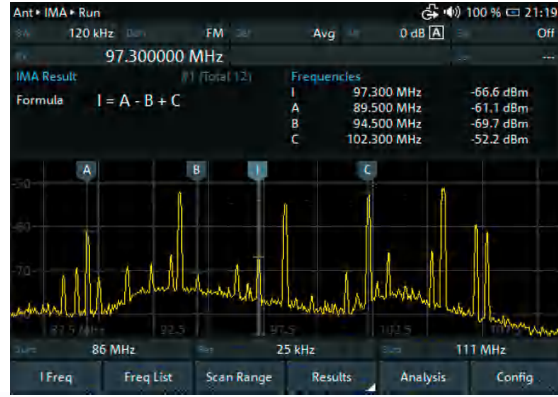 Ant ▸ IMA ▸ Run 100 % 21:19
120 kHz FM Avg 0 dB A Off
97.300000 MHz ---
IMA Result #1 (Total 12) Frequencies
Formula I = A - B + C
I 97.300 MHz -66.6 dBm
A 89.500 MHz -61.1 dBm
B 94.500 MHz -69.7 dBm
C 102.300 MHz -52.2 dBm
A B I C
-50
-60
-70
87.5 MHz 92.5 97.5 102.5
86 MHz 25 kHz 111 MHz
I Freq Freq List Scan Range Results Analysis Config